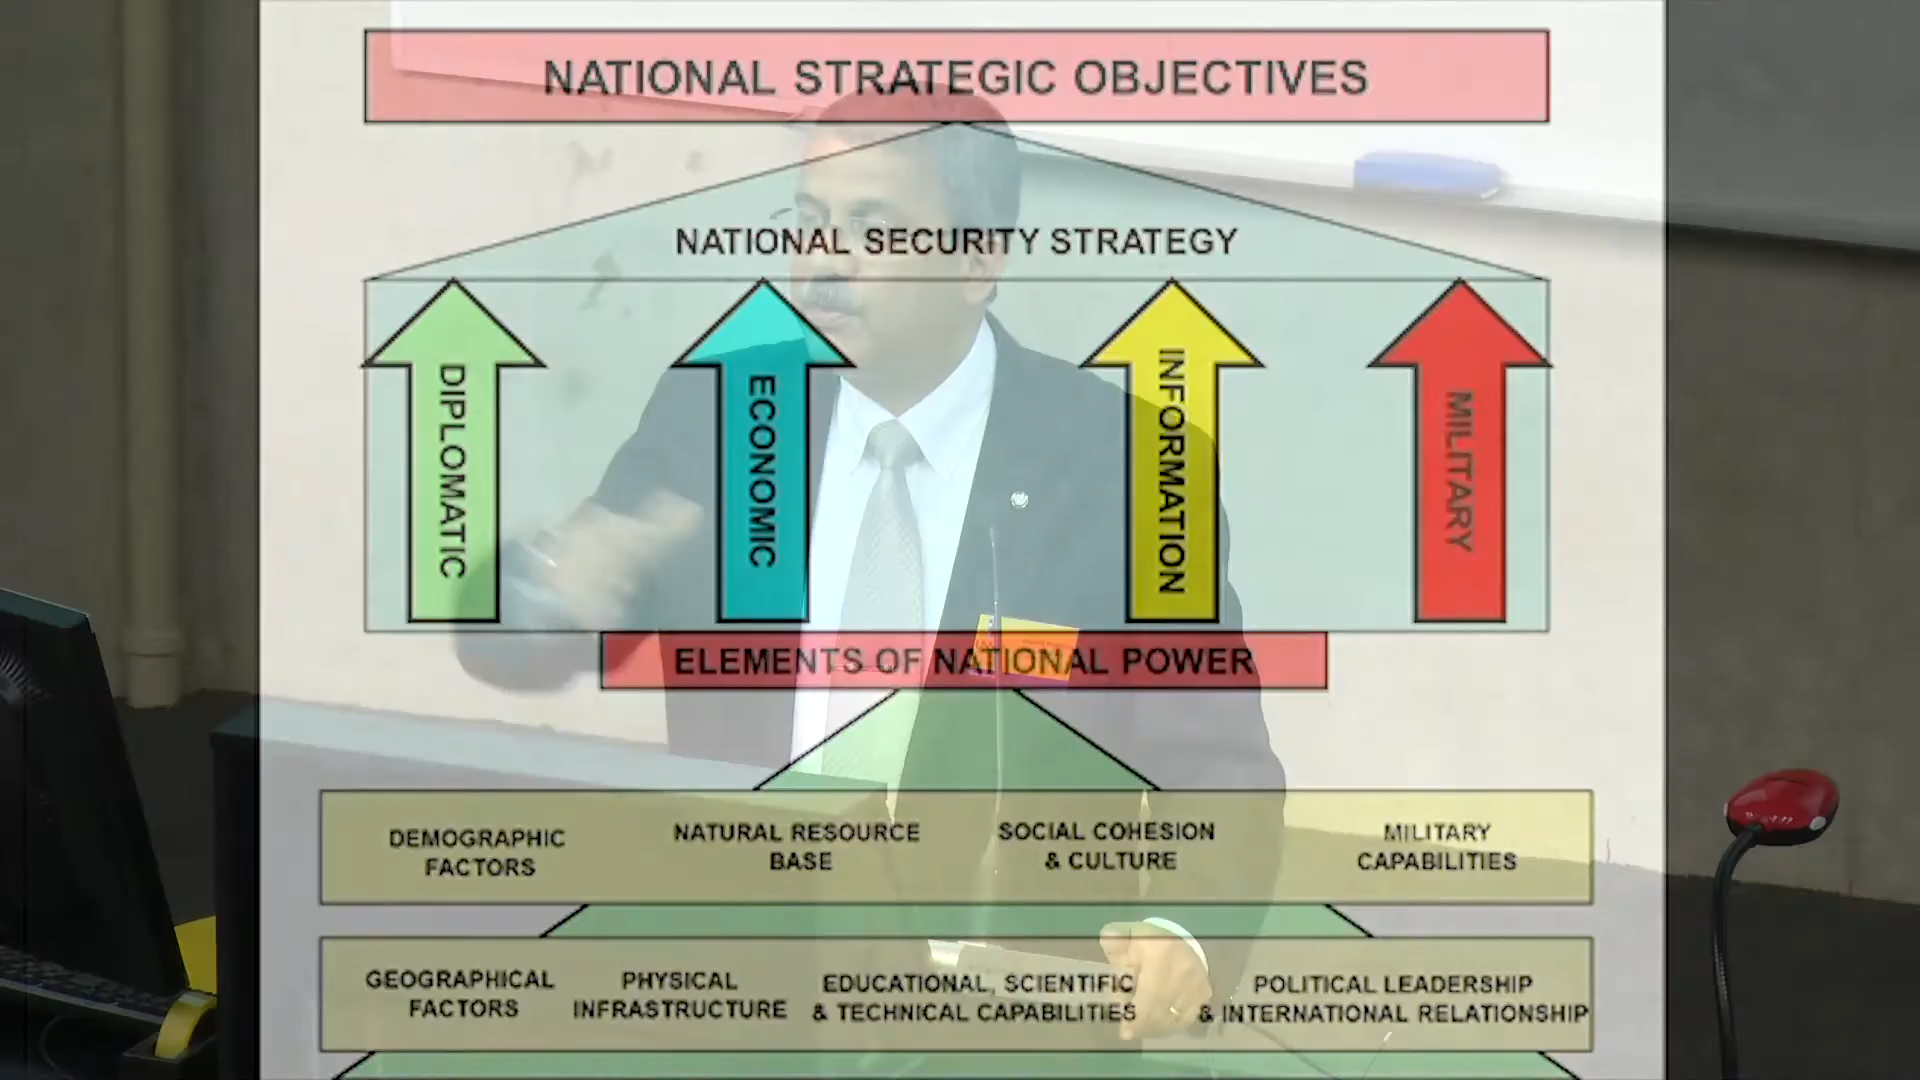 NATIONAL STRATEGIC OBJECTIVES
NATIONAL SECURITY STRATEGY
DIPLOMATIC
ECONOMIC
INFORMATION
MILITARY
ELEMENTS OF NATIONAL POWER
DEMOGRAPHIC
FACTORS
NATURAL RESOURCE
BASE
SOCIAL COHESION
& CULTURE
MILITARY
CAPABILITIES
GEOGRAPHICAL
FACTORS
PHYSICAL
INFRASTRUCTURE
EDUCATIONAL, SCIENTIFIC
& TECHNICAL CAPABILITIES
POLITICAL LEADERSHIP
& INTERNATIONAL RELATIONSHIP